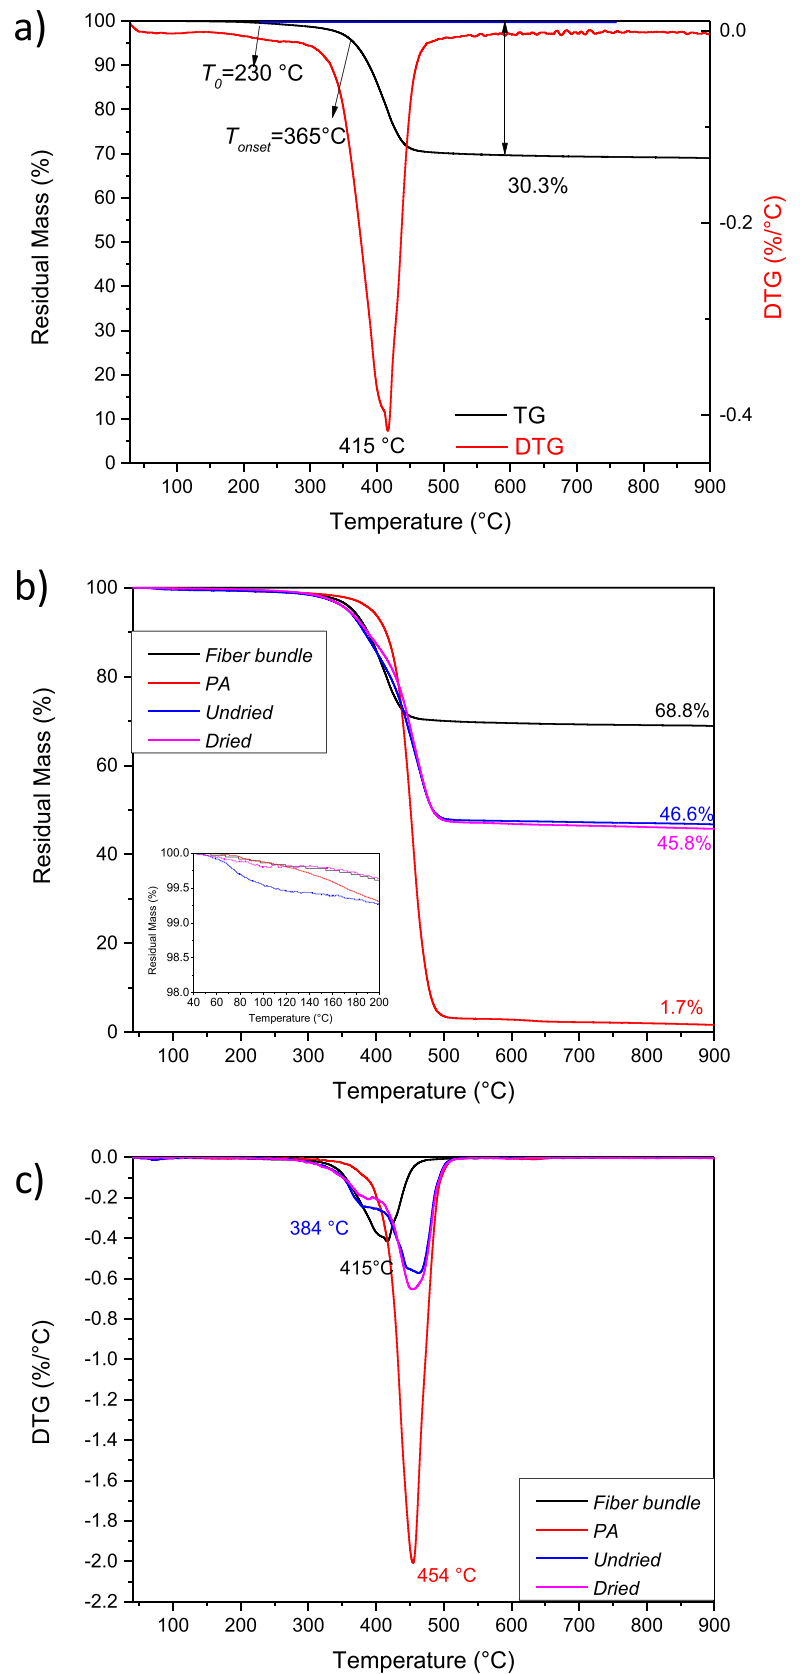 a)
100
90
80
70
60
50
40
30
20
10
0
Residual Mass (%)
T0=230 °C
Tonset=365°C
30.3%
415 °C
TG
DTG
0.0
-0.2
-0.4
DTG (%/°C)
100 200 300 400 500 600 700 800 900
Temperature (°C)
b)
100
80
60
40
20
0
Residual Mass (%)
Fiber bundle
PA
Undried
Dried
68.8%
46.6%
45.8%
1.7%
100.0
99.5
99.0
98.5
98.0
Residual Mass (%)
40 60 80 100 120 140 160 180 200
Temperature (°C)
100 200 300 400 500 600 700 800 900
Temperature (°C)
c)
0.0
-0.2
-0.4
-0.6
-0.8
-1.0
-1.2
-1.4
-1.6
-1.8
-2.0
-2.2
DTG (%/°C)
384 °C
415°C
454 °C
Fiber bundle
PA
Undried
Dried
100 200 300 400 500 600 700 800 900
Temperature (°C)